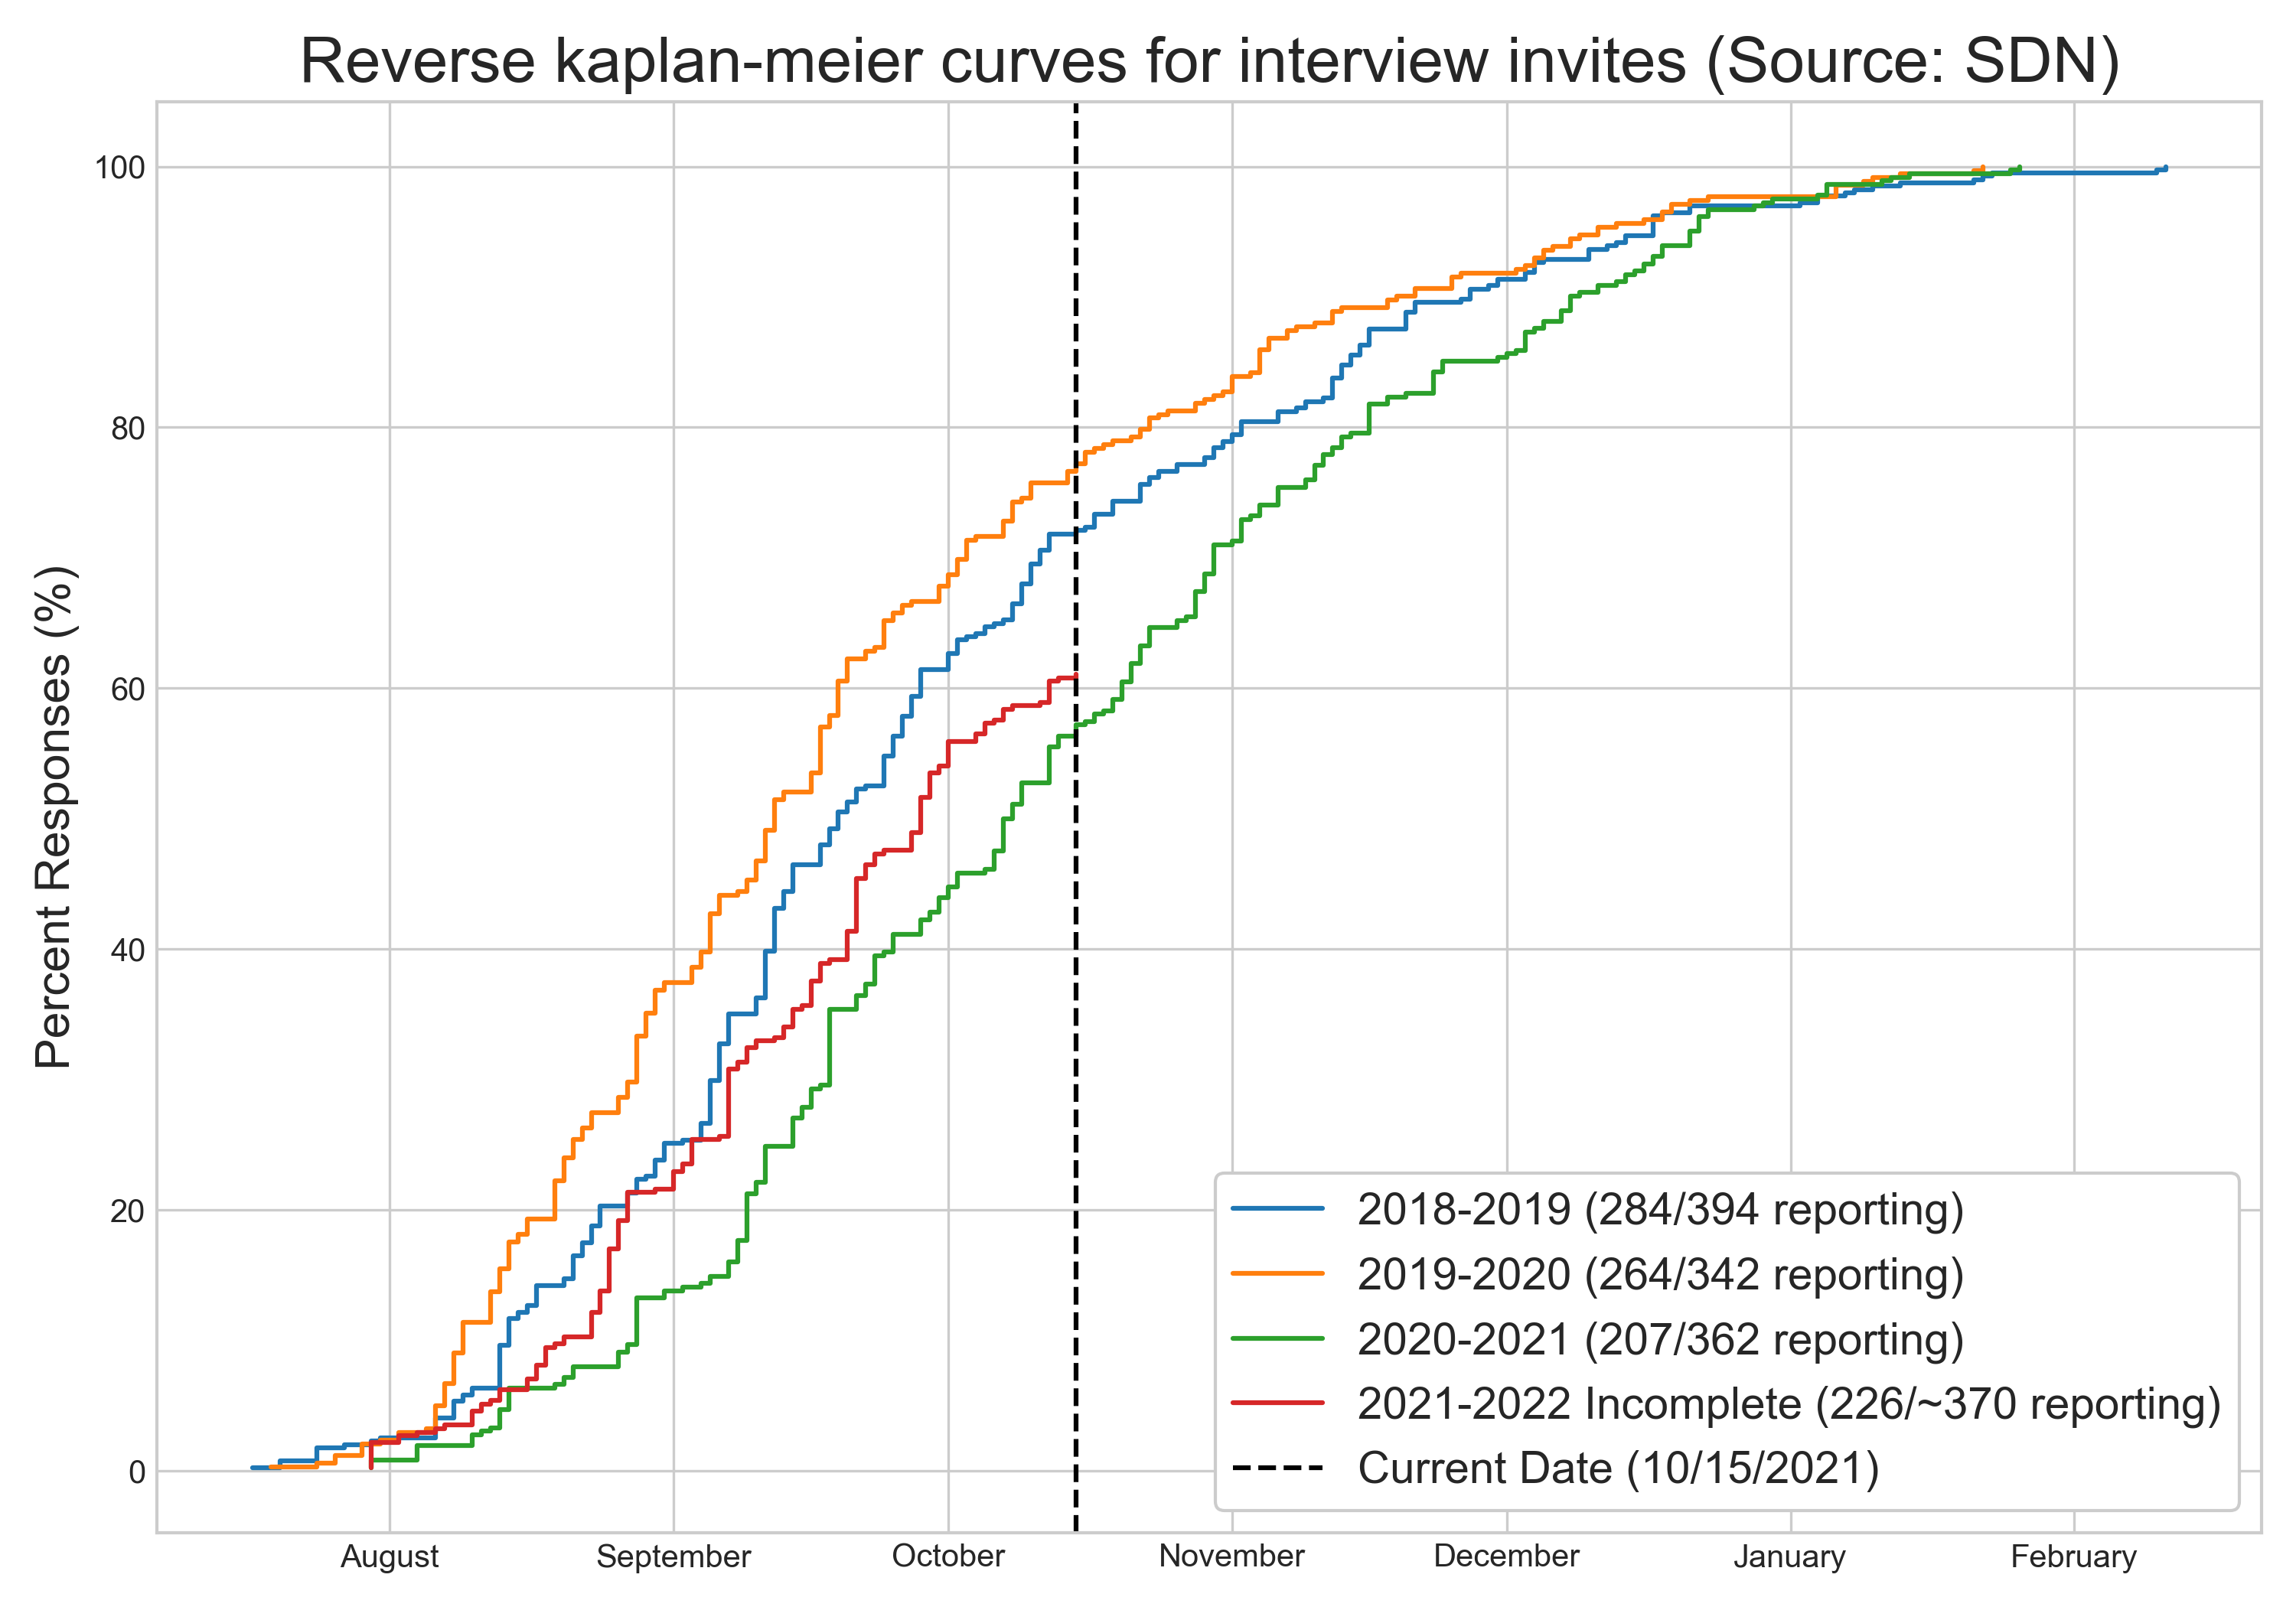 Reverse kaplan-meier curves for interview invites (Source: SDN)
Percent Responses (%)
100
80
60
40
20
0
August
September
October
November
December
January
February
2018-2019 (284/394 reporting)
2019-2020 (264/342 reporting)
2020-2021 (207/362 reporting)
2021-2022 Incomplete (226/~370 reporting)
Current Date (10/15/2021)